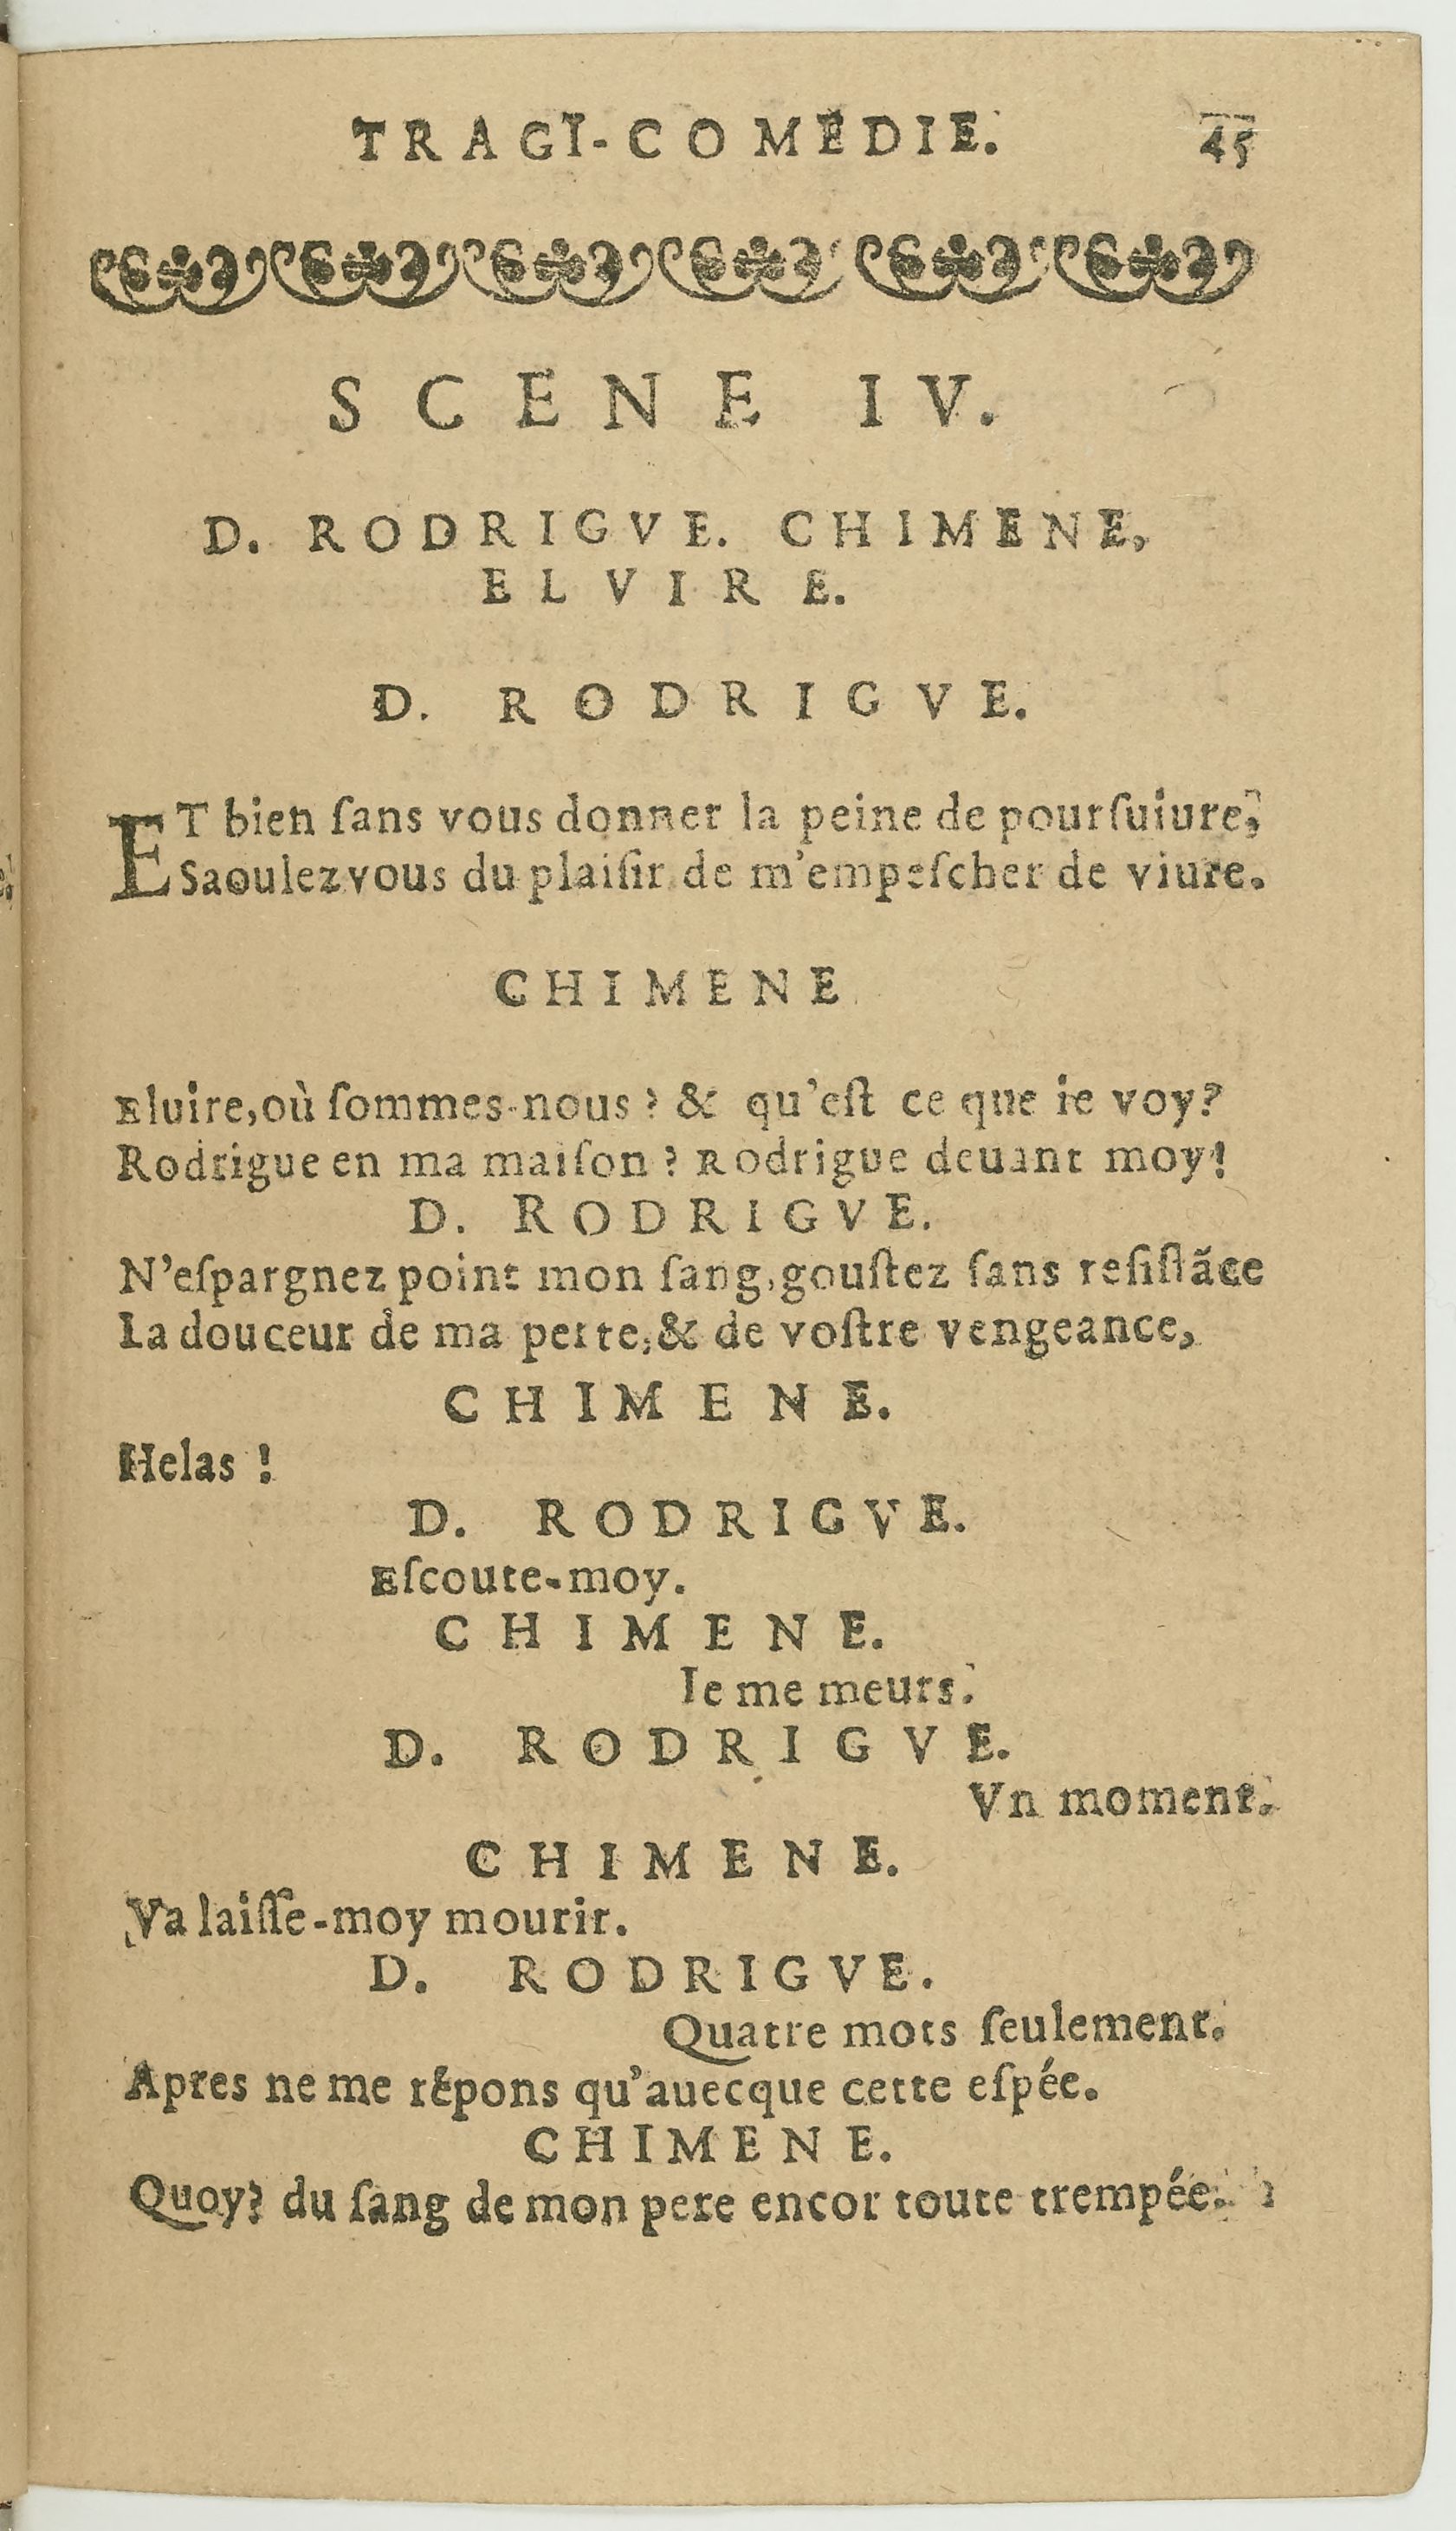 TRAGI-COMEDIE. 45
SCENE IV.
D. RODRIGVE. CHIMENE,
ELVIRE.
D. RODRIGVE.
ET bien ſans vous donner la peine de pourſuiure,
Saoulez vous du plaiſir de m'empeſcher de viure.
CHIMENE
Eluire, où ſommes-nous? & qu'eſt ce que ie voy?
Rodrigue en ma maiſon? Rodrigue deuant moy!
D. RODRIGVE.
N'eſpargnez point mon ſang, gouſtez ſans reſiſtãce
La douceur de ma perte, & de voſtre vengeance,
CHIMENE.
Helas !
D. RODRIGVE.
Eſcoute-moy.
CHIMENE.
Ie me meurs.
D. RODRIGVE.
Vn moment.
CHIMENE.
Va laiſſe-moy mourir.
D. RODRIGVE.
Quatre mots ſeulement.
Apres ne me répons qu'auecque cette eſpée.
CHIMENE.
Quoy? du ſang de mon pere encor toute trempée.